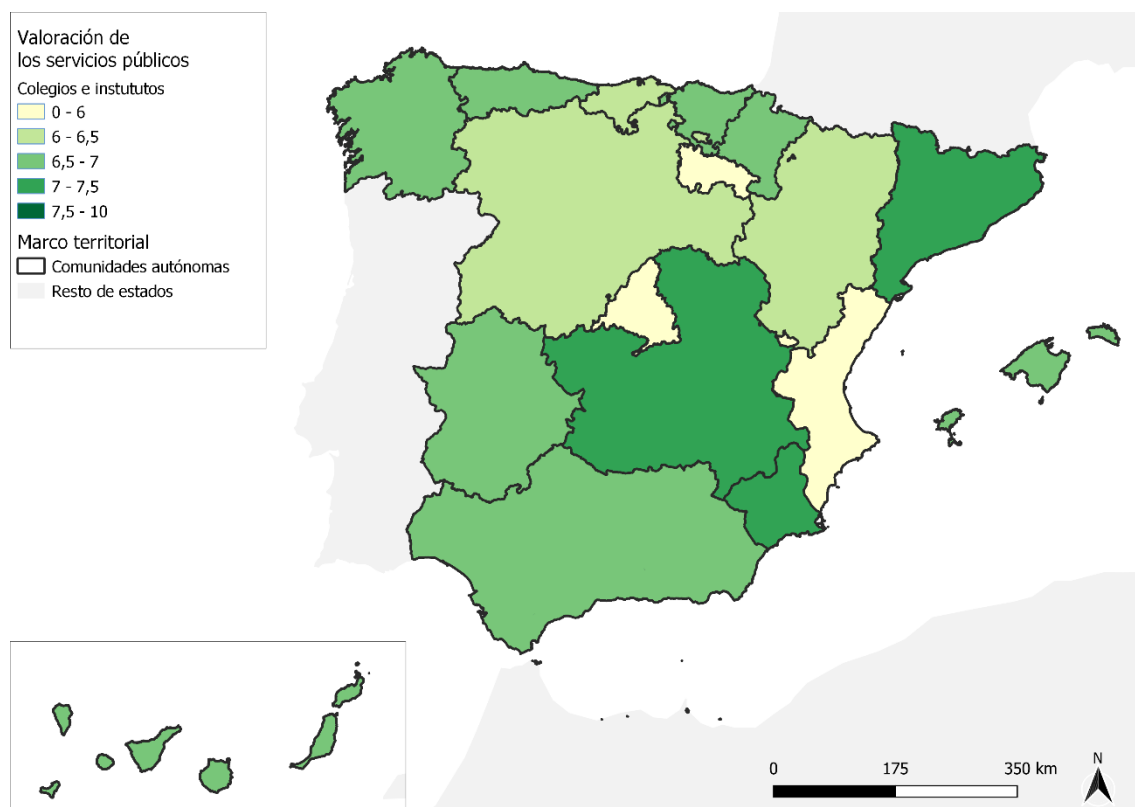 Valoración de
los servicios públicos
Colegios e instututos
0 - 6
6 - 6,5
6,5 - 7
7 - 7,5
7,5 - 10
Marco territorial
Comunidades autónomas
Resto de estados
0 175 350 km
N